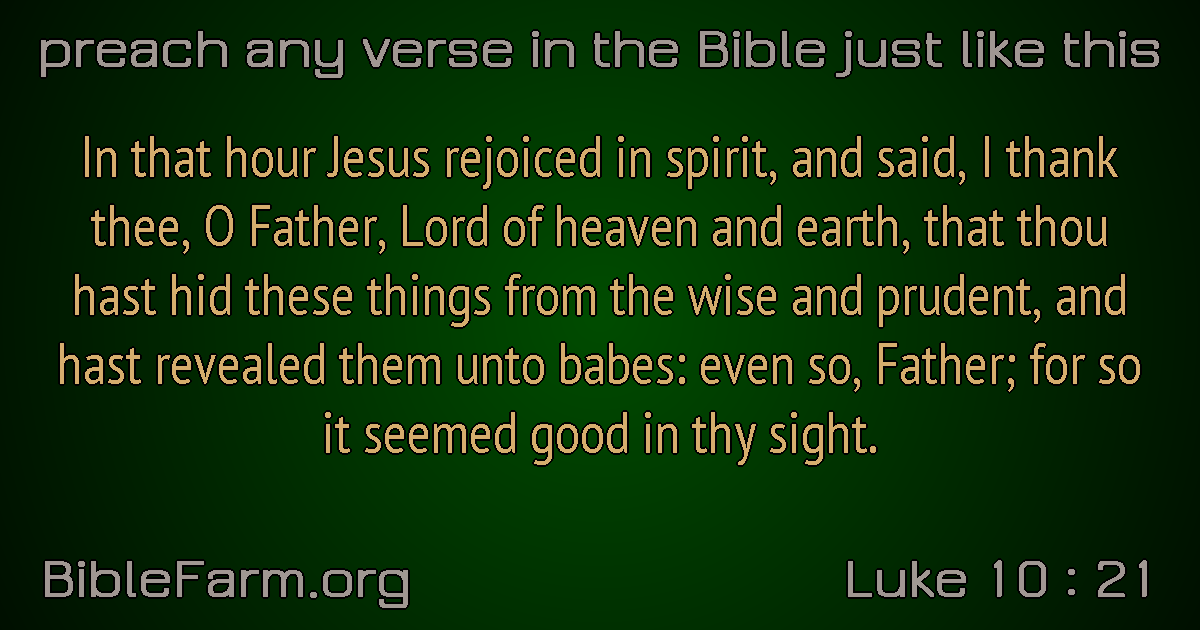 preach any verse in the Bible just like this
In that hour Jesus rejoiced in spirit, and said, I thank
thee, O Father, Lord of heaven and earth, that thou
hast hid these things from the wise and prudent, and
hast revealed them unto babes: even so, Father; for so
it seemed good in thy sight.
BibleFarm.org
Luke 10 : 21